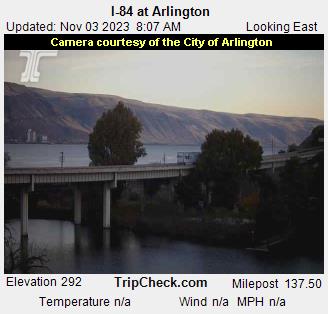 I-84 at Arlington
Updated: Nov 03 2023 8:07 AM Looking East
Camera courtesy of the City of Arlington
Elevation 292 TripCheck.com Milepost 137.50
Temperature n/a Wind n/a MPH n/a